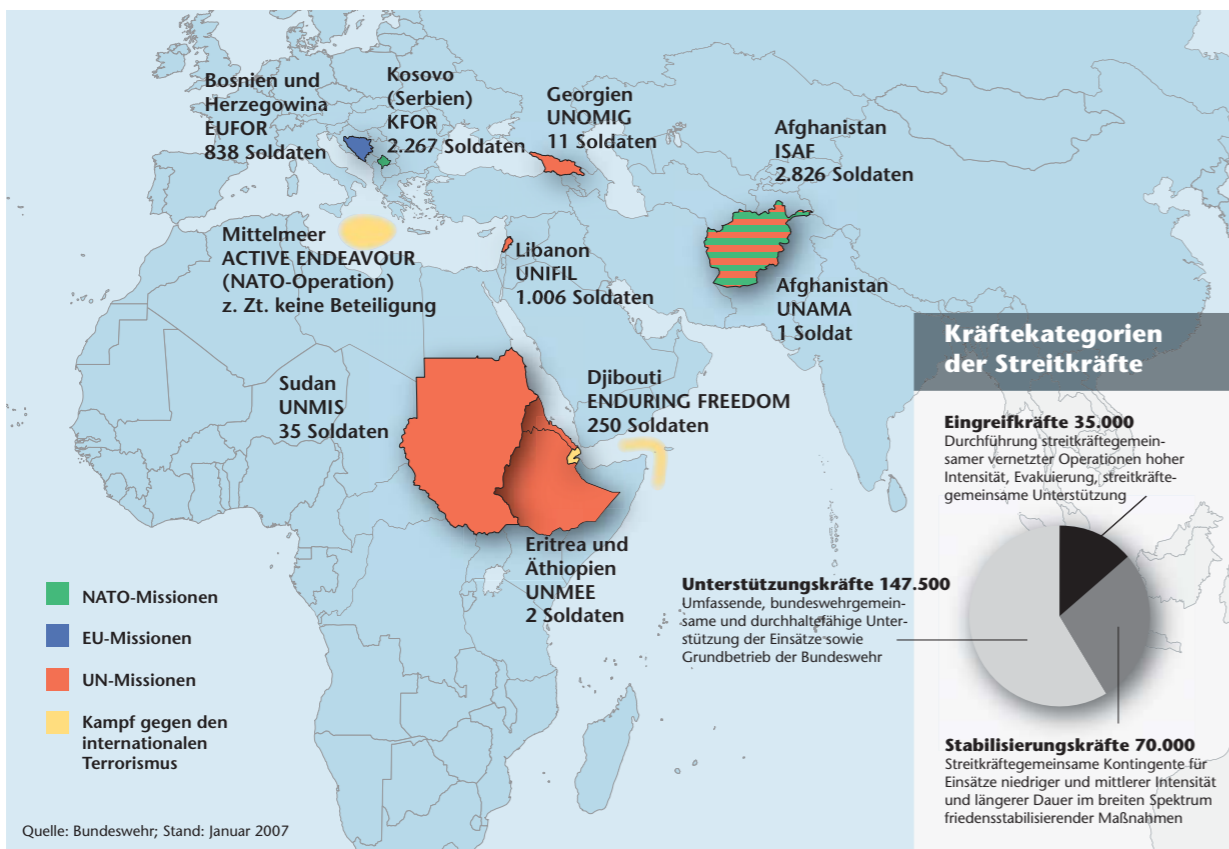 Bosnien und
Herzegowina
EUFOR
838 Soldaten
Kosovo
(Serbien)
KFOR
2.267 Soldaten
Georgien
UNOMIG
11 Soldaten
Afghanistan
ISAF
2.826 Soldaten
Mittelmeer
ACTIVE ENDEAVOUR
(NATO-Operation)
z. Zt. keine Beteiligung
Libanon
UNIFIL
1.006 Soldaten
Afghanistan
UNAMA
1 Soldat
Sudan
UNMIS
35 Soldaten
Djibouti
ENDURING FREEDOM
250 Soldaten
Eritrea und
Äthiopien
UNMEE
2 Soldaten
NATO-Missionen
EU-Missionen
UN-Missionen
Kampf gegen den
internationalen
Terrorismus
Quelle: Bundeswehr; Stand: Januar 2007
Kräftekategorien
der Streitkräfte
Eingreifkräfte 35.000
Durchführung streitkräftegemein-
samer vernetzter Operationen hoher
Intensität, Evakuierung, streitkräfte-
gemeinsame Unterstützung
Unterstützungskräfte 147.500
Umfassende, bundeswehrgemein-
same und durchhaltefähige Unter-
stützung der Einsätze sowie
Grundbetrieb der Bundeswehr
Stabilisierungskräfte 70.000
Streitkräftegemeinsame Kontingente für
Einsätze niedriger und mittlerer Intensität
und längerer Dauer im breiten Spektrum
friedensstabilisierender Maßnahmen